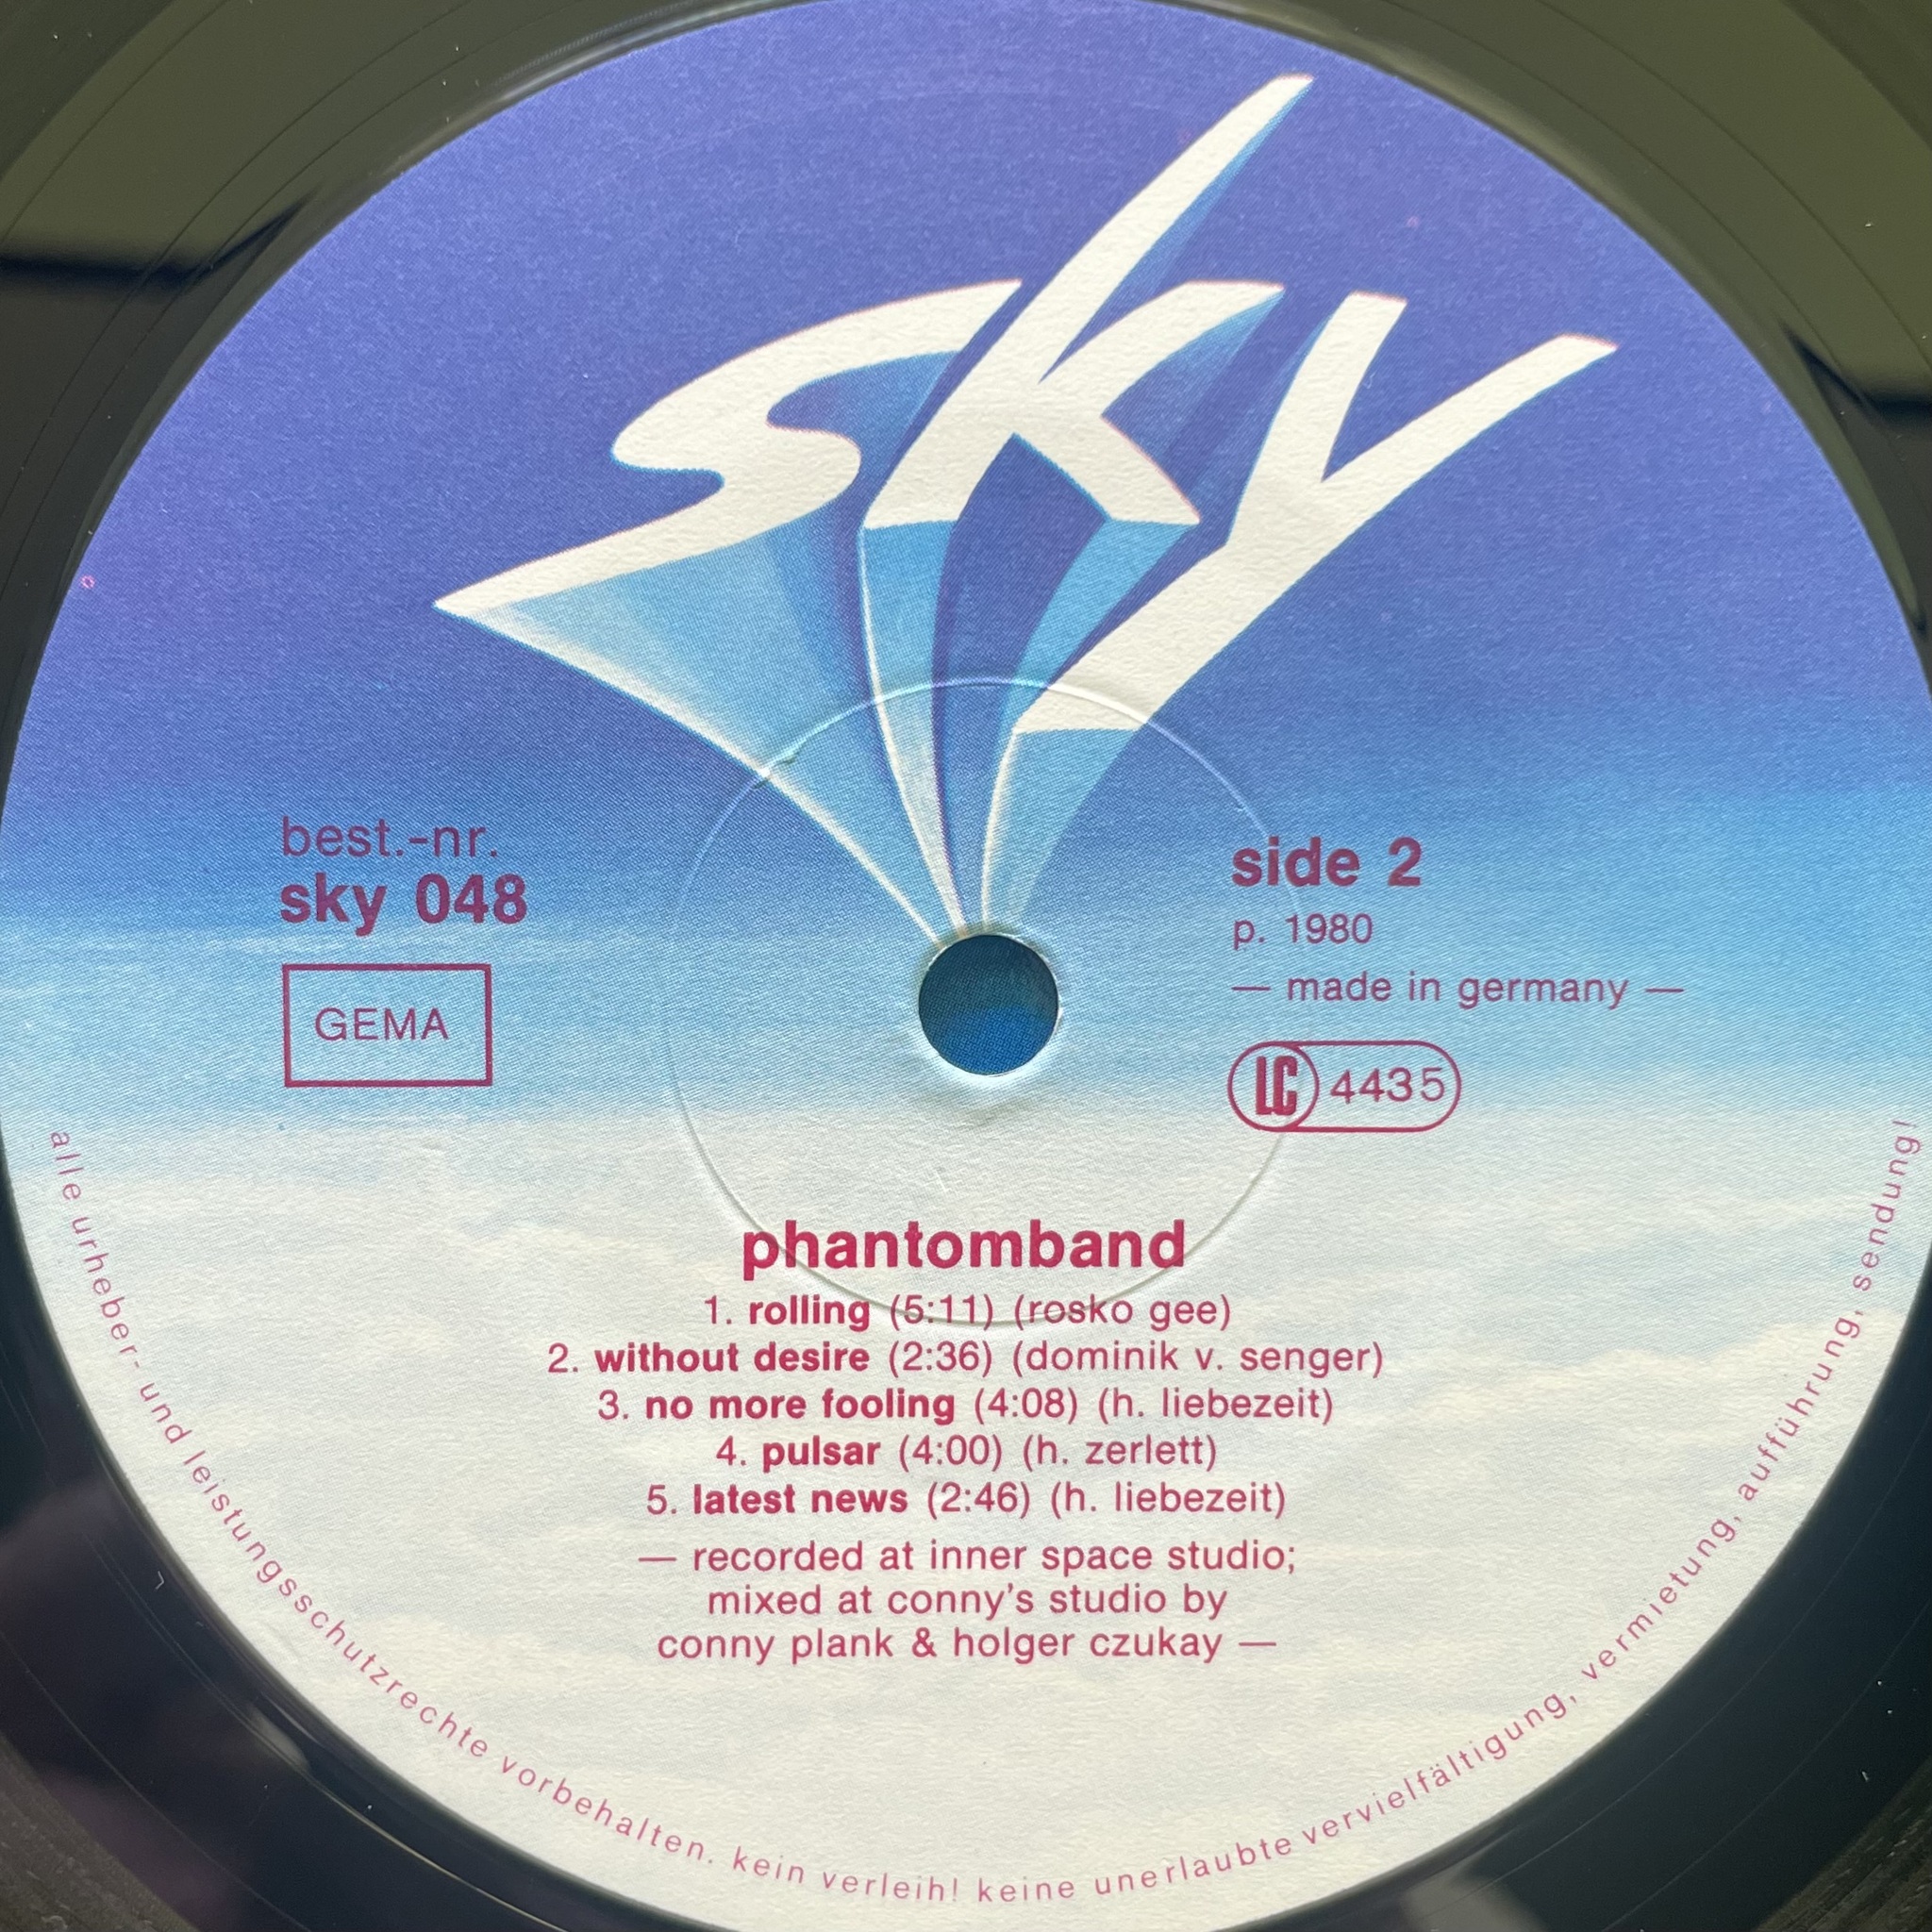 sky
best.-nr.
sky 048
GEMA
side 2
p. 1980
— made in germany —
LC 4435
phantomband
1. rolling (5:11) (rosko gee)
2. without desire (2:36) (dominik v. senger)
3. no more fooling (4:08) (h. liebezeit)
4. pulsar (4:00) (h. zerlett)
5. latest news (2:46) (h. liebezeit)
— recorded at inner space studio;
mixed at conny's studio by
conny plank & holger czukay —
alle urheber- und leistungsschutzrechte vorbehalten. kein verleih! keine unerlaubte vervielfältigung, vermietung, aufführung, sendung!